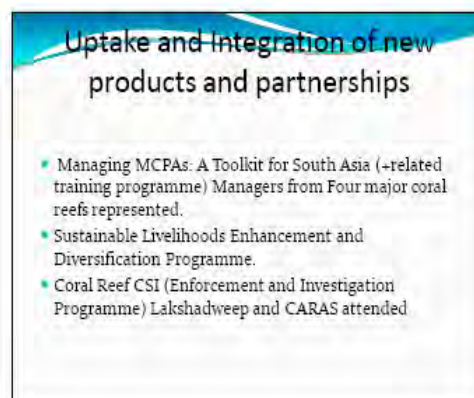 Uptake and Integration of new
products and partnerships
• Managing MCPAs: A Toolkit for South Asia (+related
training programme) Managers from Four major coral
reefs represented.
• Sustainable Livelihoods Enhancement and
Diversification Programme.
• Coral Reef CSI (Enforcement and Investigation
Programme) Lakshadweep and CARAS attended